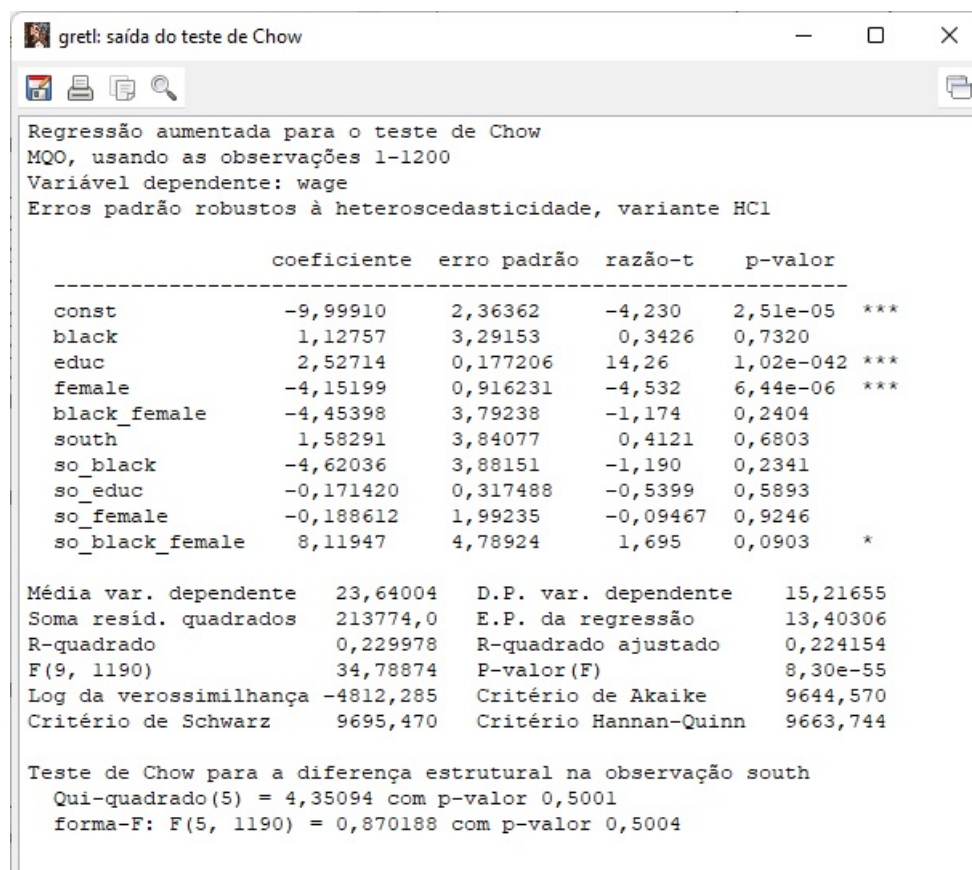 gretl: saída do teste de Chow
Regressão aumentada para o teste de Chow
MQO, usando as observações 1-1200
Variável dependente: wage
Erros padrão robustos à heteroscedasticidade, variante HC1
coeficiente erro padrão razão-t p-valor
-----------------------------------------------------------------
const -9,99910 2,36362 -4,230 2,51e-05 ***
black 1,12757 3,29153 0,3426 0,7320
educ 2,52714 0,177206 14,26 1,02e-042 ***
female -4,15199 0,916231 -4,532 6,44e-06 ***
black_female -4,45398 3,79238 -1,174 0,2404
south 1,58291 3,84077 0,4121 0,6803
so_black -4,62036 3,88151 -1,190 0,2341
so_educ -0,171420 0,317488 -0,5399 0,5893
so_female -0,188612 1,99235 -0,09467 0,9246
so_black_female 8,11947 4,78924 1,695 0,0903 *
Média var. dependente 23,64004 D.P. var. dependente 15,21655
Soma resíd. quadrados 213774,0 E.P. da regressão 13,40306
R-quadrado 0,229978 R-quadrado ajustado 0,224154
F(9, 1190) 34,78874 P-valor(F) 8,30e-55
Log da verossimilhança -4812,285 Critério de Akaike 9644,570
Critério de Schwarz 9695,470 Critério Hannan-Quinn 9663,744
Teste de Chow para a diferença estrutural na observação south
Qui-quadrado(5) = 4,35094 com p-valor 0,5001
forma-F: F(5, 1190) = 0,870188 com p-valor 0,5004